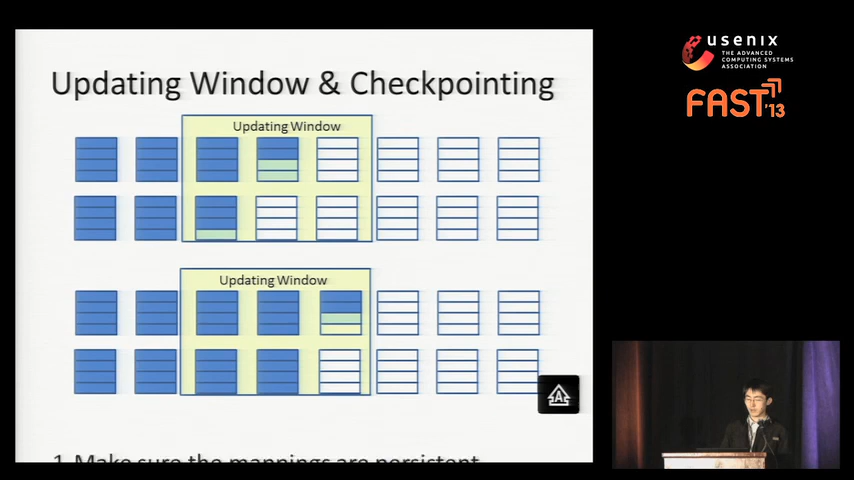 usenix
THE ADVANCED
COMPUTING SYSTEMS
ASSOCIATION
FAST '13
Updating Window & Checkpointing
Updating Window
Updating Window
A
1. Make sure the mappings are persistent